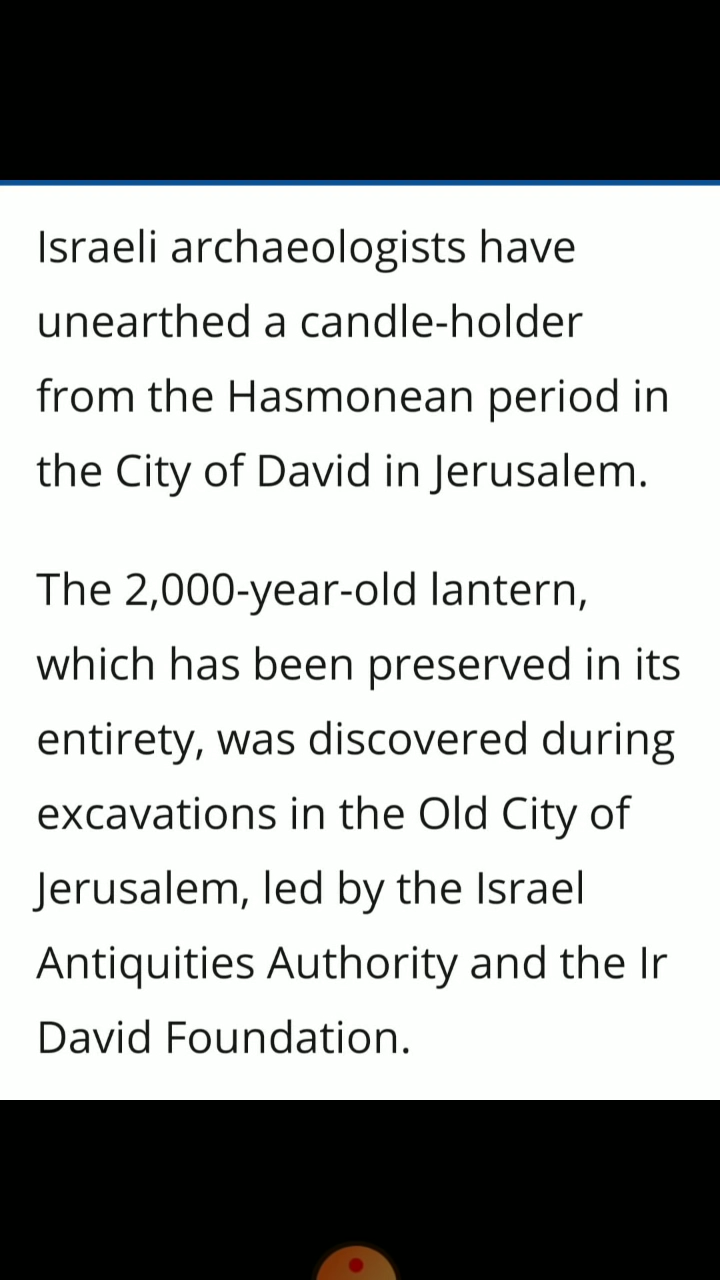 Israeli archaeologists have
unearthed a candle-holder
from the Hasmonean period in
the City of David in Jerusalem.
The 2,000-year-old lantern,
which has been preserved in its
entirety, was discovered during
excavations in the Old City of
Jerusalem, led by the Israel
Antiquities Authority and the Ir
David Foundation.